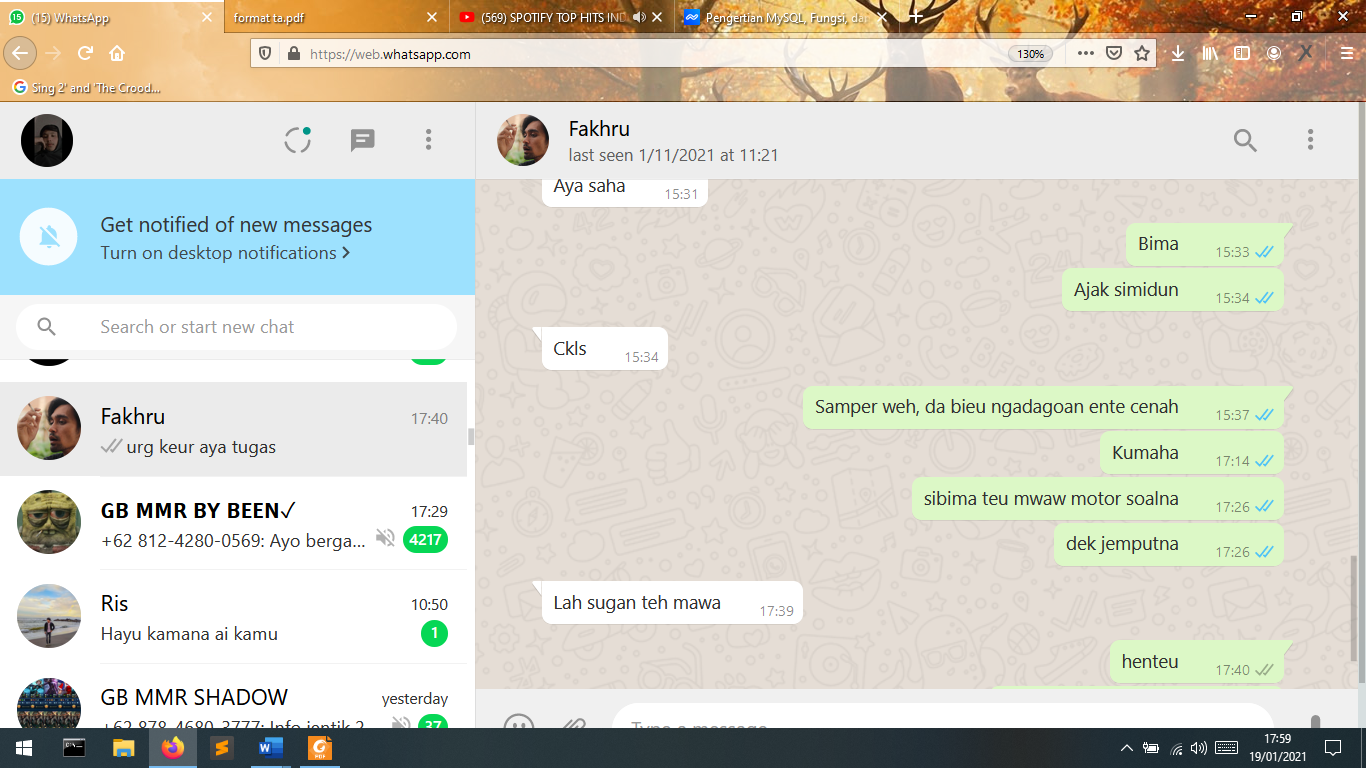 (15) WhatsApp
format ta.pdf
(569) SPOTIFY TOP HITS IND
Pengertian MySQL, Fungsi, da
https://web.whatsapp.com
130%
Sing 2' and 'The Crood...
Fakhru
last seen 1/11/2021 at 11:21
Get notified of new messages
Turn on desktop notifications >
Search or start new chat
Fakhru 17:40
urg keur aya tugas
GB MMR BY BEEN✓ 17:29
+62 812-4280-0569: Ayo berga... 4217
Ris 10:50
Hayu kamana ai kamu 1
GB MMR SHADOW yesterday
+62 878-4680-3777: Info jentik 2 37
Aya saha 15:31
Bima 15:33
Ajak simidun 15:34
Ckls 15:34
Samper weh, da bieu ngadagoan ente cenah 15:37
Kumaha 17:14
sibima teu mwaw motor soalna 17:26
dek jemputna 17:26
Lah sugan teh mawa 17:39
henteu 17:40
Type a message
17:59
19/01/2021